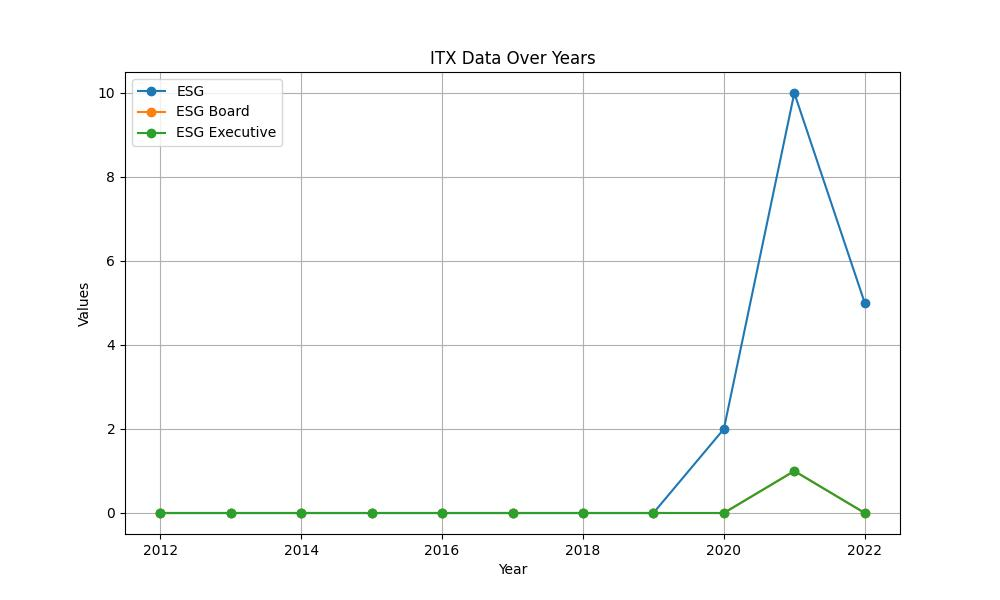 ITX Data Over Years
ESG
ESG Board
ESG Executive
10
8
6
4
2
0
Values
2012 2014 2016 2018 2020 2022
Year